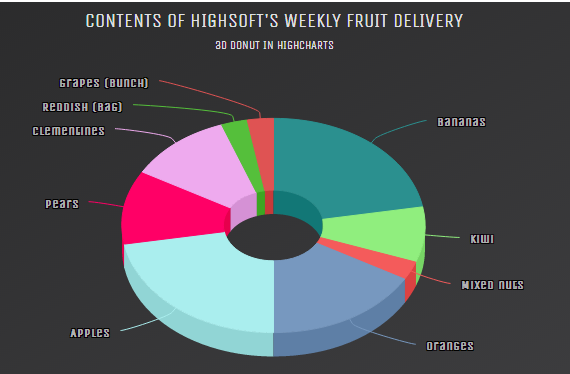 CONTENTS OF HIGHSOFT'S WEEKLY FRUIT DELIVERY
3D DONUT IN HIGHCHARTS
Grapes (bunch)
Reddish (bag)
Bananas
Clementines
Pears
Kiwi
Mixed nuts
Apples
Oranges